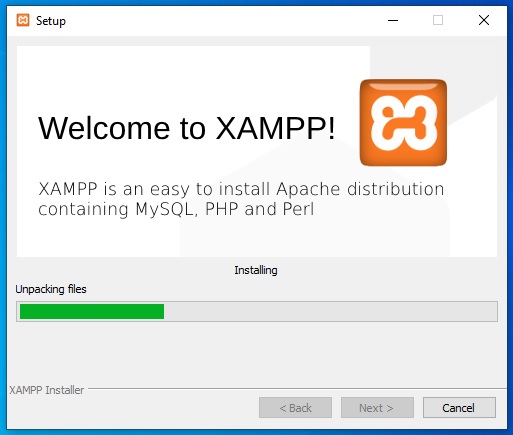 Setup
Welcome to XAMPP!
XAMPP is an easy to install Apache distribution
containing MySQL, PHP and Perl
Installing
Unpacking files
XAMPP Installer
< Back
Next >
Cancel